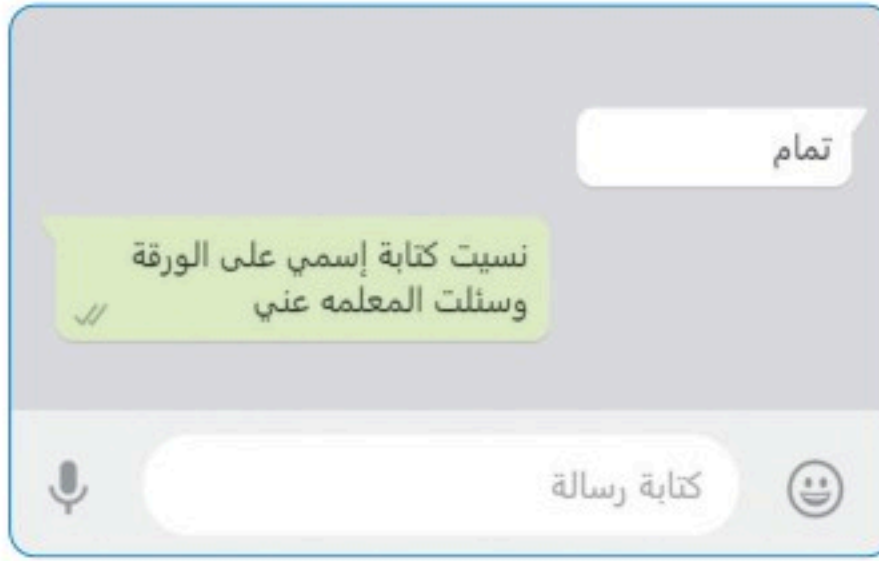 تمام
نسيت كتابة إسمي على الورقة
وسئلت المعلمه عني
كتابة رسالة